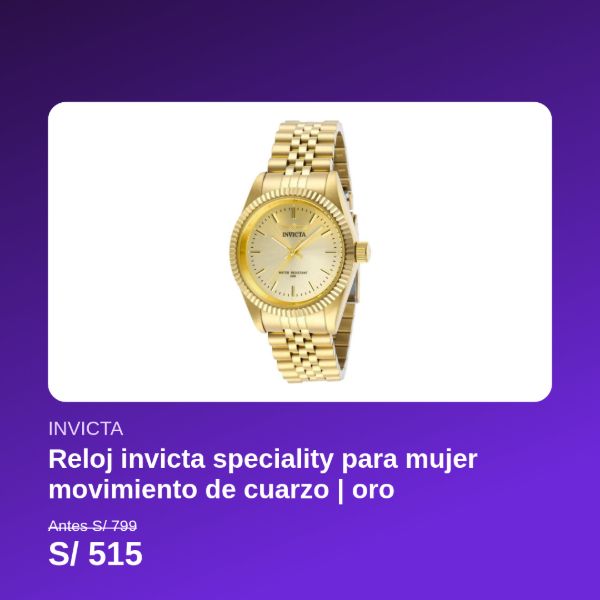 INVICTA
WATER RESISTANT
INVICTA
Reloj invicta speciality para mujer
movimiento de cuarzo | oro
Antes S/ 799
S/ 515